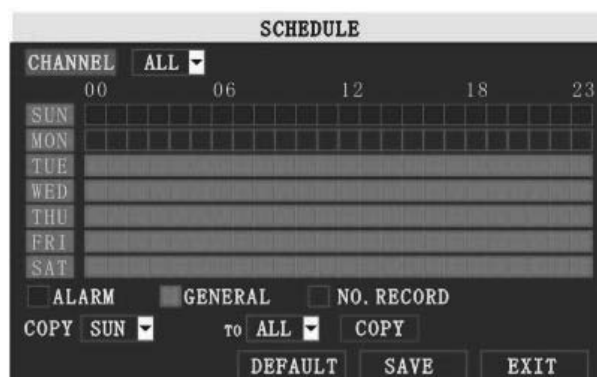 SCHEDULE
CHANNEL ALL
00 06 12 18 23
SUN
MON
TUE
WED
THU
FRI
SAT
ALARM GENERAL NO. RECORD
COPY SUN TO ALL COPY
DEFAULT SAVE EXIT